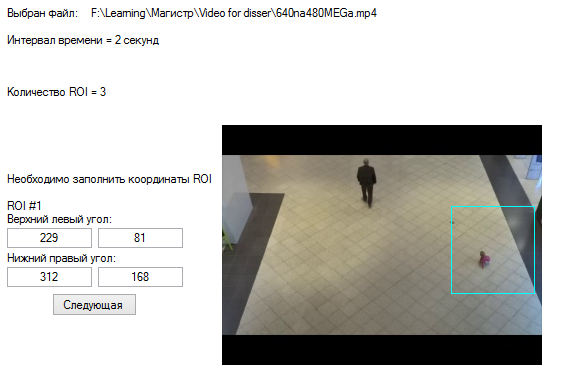 Выбран файл: F:\Learning\Магистр\Video for disser\640на480MEGa.mp4
Интервал времени = 2 секунд
Количество ROI = 3
Необходимо заполнить координаты ROI
ROI #1
Верхний левый угол:
229 81
Нижний правый угол:
312 168
Следующая